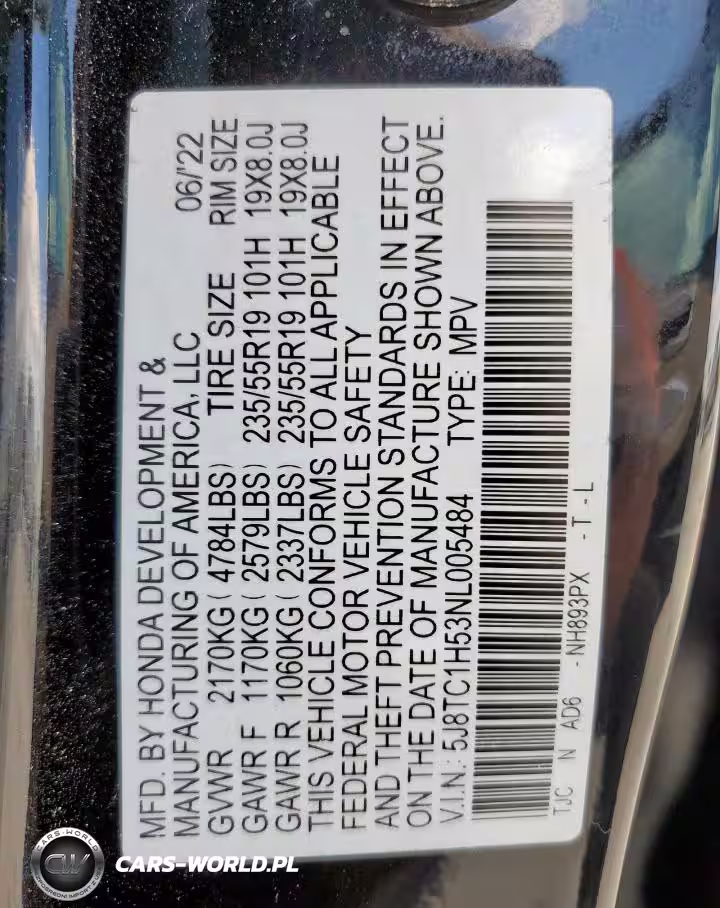 MFD. BY HONDA DEVELOPMENT &
MANUFACTURING OF AMERICA, LLC 06/'22
GVWR 2170KG ( 4784LBS) TIRE SIZE RIM SIZE
GAWR F 1170KG ( 2579LBS) 235/55R19 101H 19X8.0J
GAWR R 1060KG ( 2337LBS) 235/55R19 101H 19X8.0J
THIS VEHICLE CONFORMS TO ALL APPLICABLE
FEDERAL MOTOR VEHICLE SAFETY
AND THEFT PREVENTION STANDARDS IN EFFECT
ON THE DATE OF MANUFACTURE SHOWN ABOVE.
V.I.N.: 5J8TC1H53NL005484 TYPE: MPV
TJC N AD6 -NH893PX -T-L
CARS-WORLD
CW
CARS-WORLD.PL